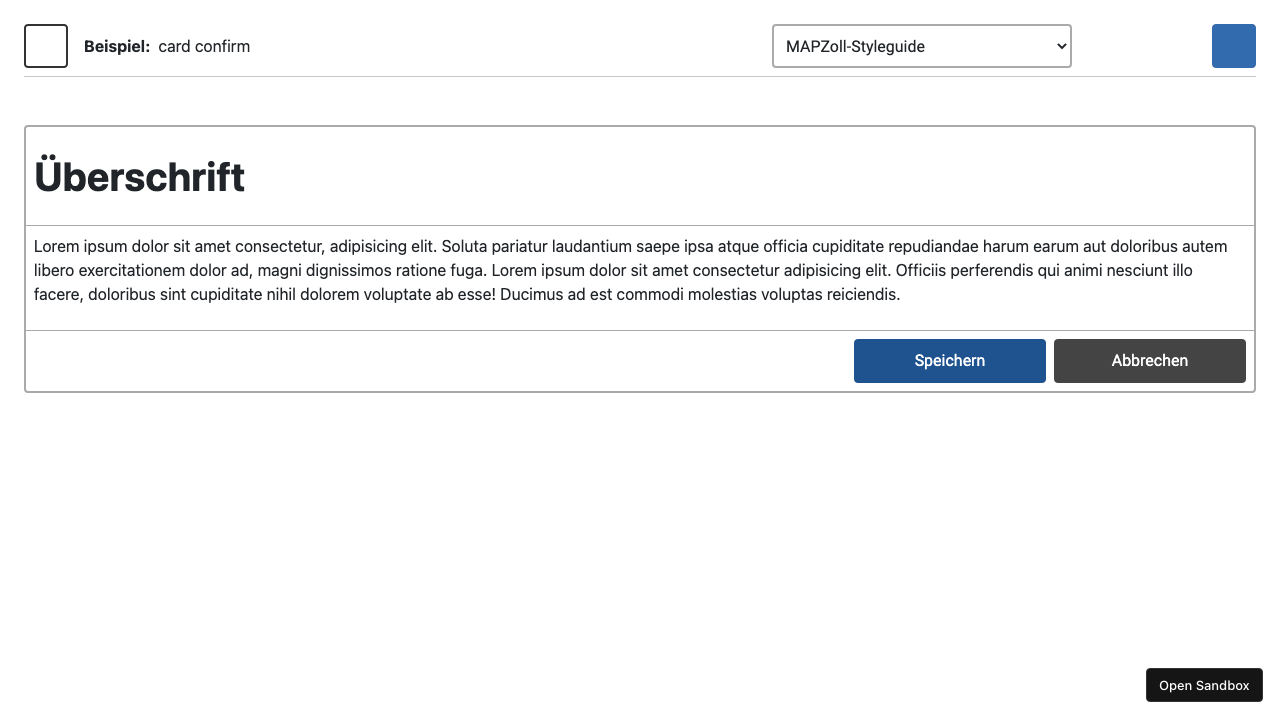 Beispiel: card confirm
MAPZoll-Styleguide
Überschrift
Lorem ipsum dolor sit amet consectetur, adipisicing elit. Soluta pariatur laudantium saepe ipsa atque officia cupiditate repudiandae harum earum aut doloribus autem
libero exercitationem dolor ad, magni dignissimos ratione fuga. Lorem ipsum dolor sit amet consectetur adipisicing elit. Officiis perferendis qui animi nesciunt illo
facere, doloribus sint cupiditate nihil dolorem voluptate ab esse! Ducimus ad est commodi molestias voluptas reiciendis.
Speichern
Abbrechen
Open Sandbox